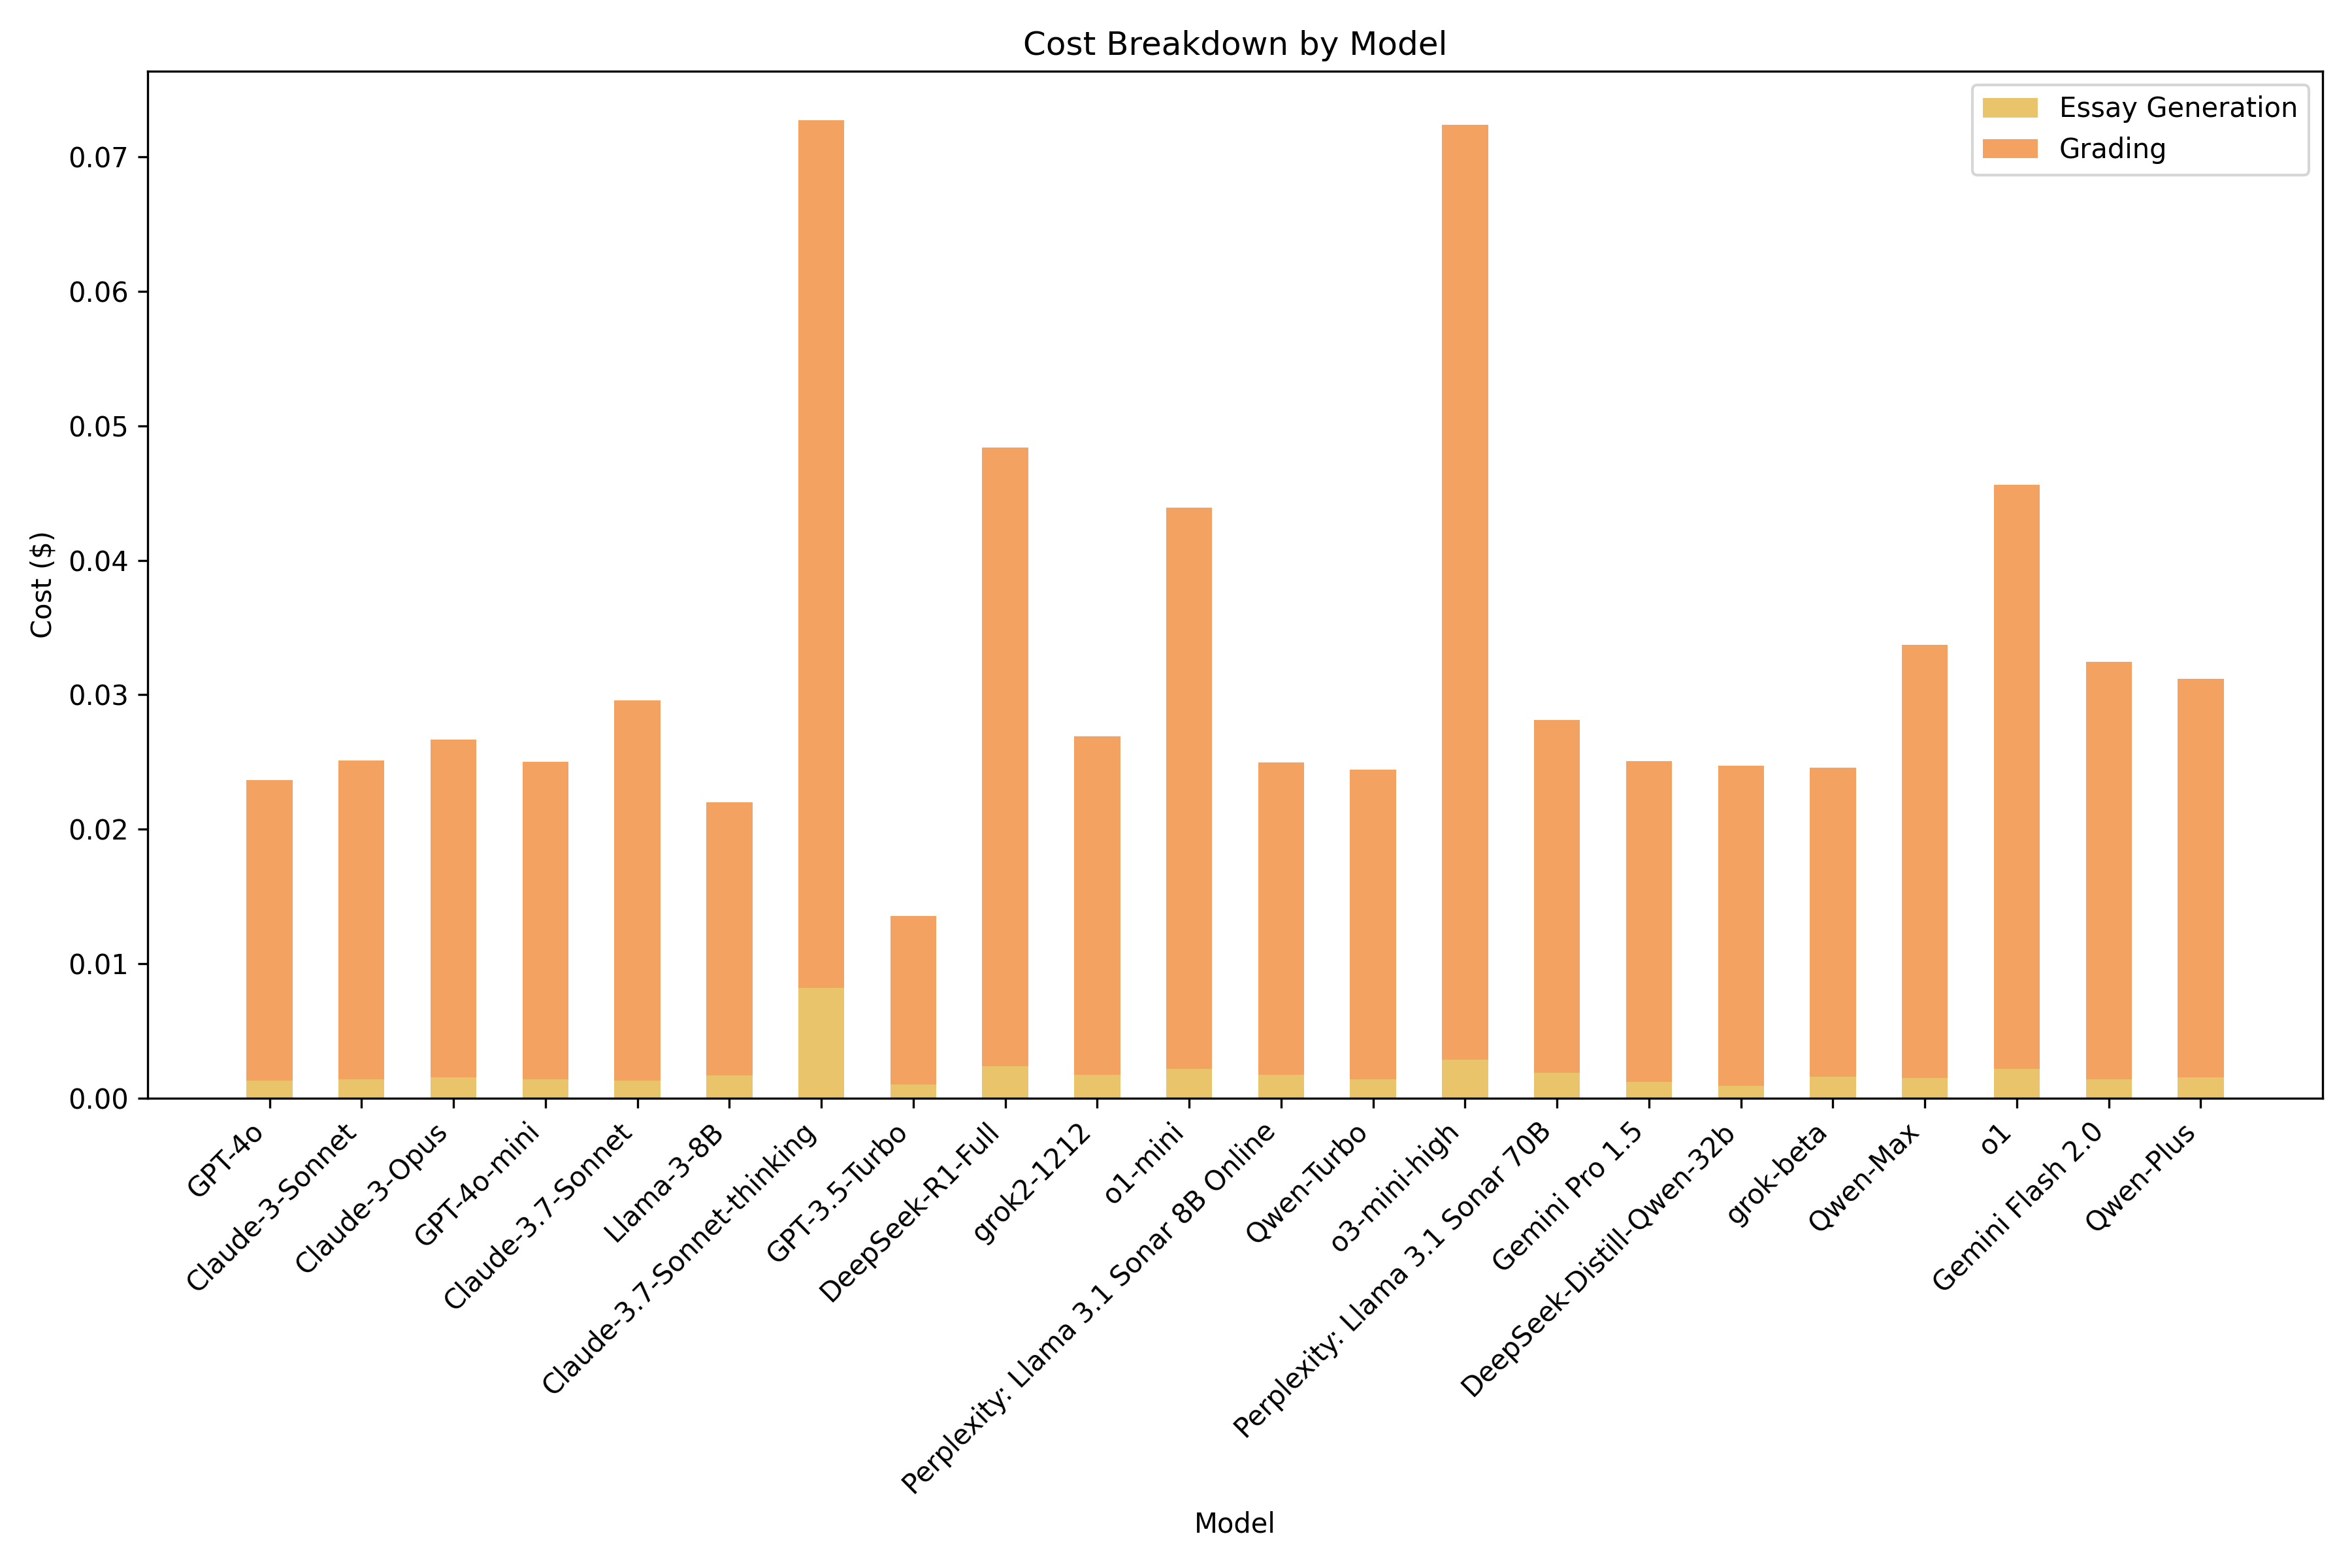 Cost Breakdown by Model
Essay Generation
Grading
Cost ($)
0.07
0.06
0.05
0.04
0.03
0.02
0.01
0.00
GPT-4o
Claude-3-Sonnet
Claude-3-Opus
GPT-4o-mini
Claude-3.7-Sonnet
Llama-3-8B
Claude-3.7-Sonnet-thinking
GPT-3.5-Turbo
DeepSeek-R1-Full
grok2-1212
o1-mini
Perplexity: Llama 3.1 Sonar 8B Online
Qwen-Turbo
o3-mini-high
Perplexity: Llama 3.1 Sonar 70B
Gemini Pro 1.5
DeepSeek-Distill-Qwen-32b
grok-beta
Qwen-Max
o1
Gemini Flash 2.0
Qwen-Plus
Model